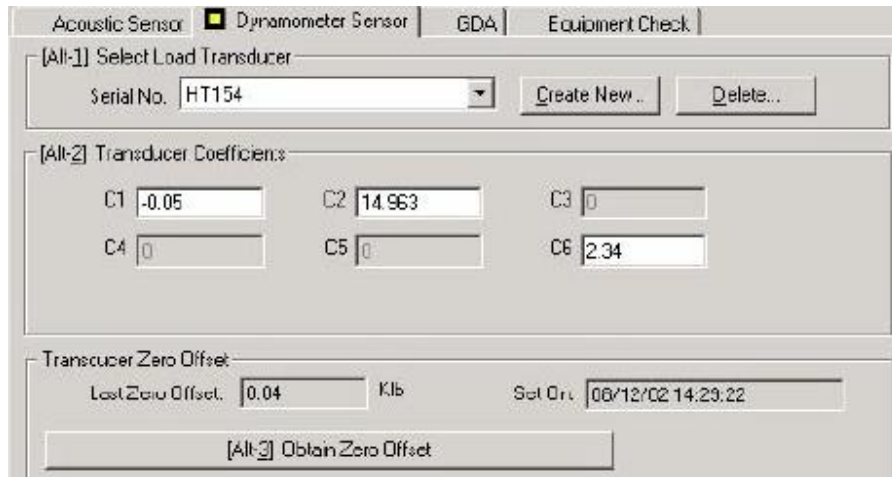 Acoustic Sensor Dynamometer Sensor GDA Equipment Check
[Alt-1] Select Load Transducer
Serial No. HT154 Create New .. Delete...
[Alt-2] Transducer Coefficients
C1 -0.05 C2 14.963 C3 0
C4 0 C5 0 C6 2.34
Transducer Zero Offset
Last Zero Offset. 0.04 Klb Set On: 08/12/02 14:29:22
[Alt-3] Obtain Zero Offset